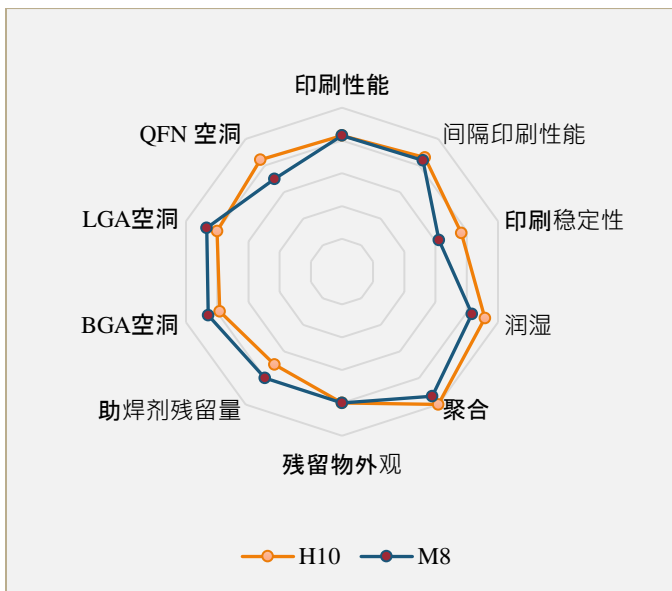 印刷性能
QFN 空洞
间隔印刷性能
LGA空洞
印刷稳定性
BGA空洞
润湿
助焊剂残留量
聚合
残留物外观
H10
M8